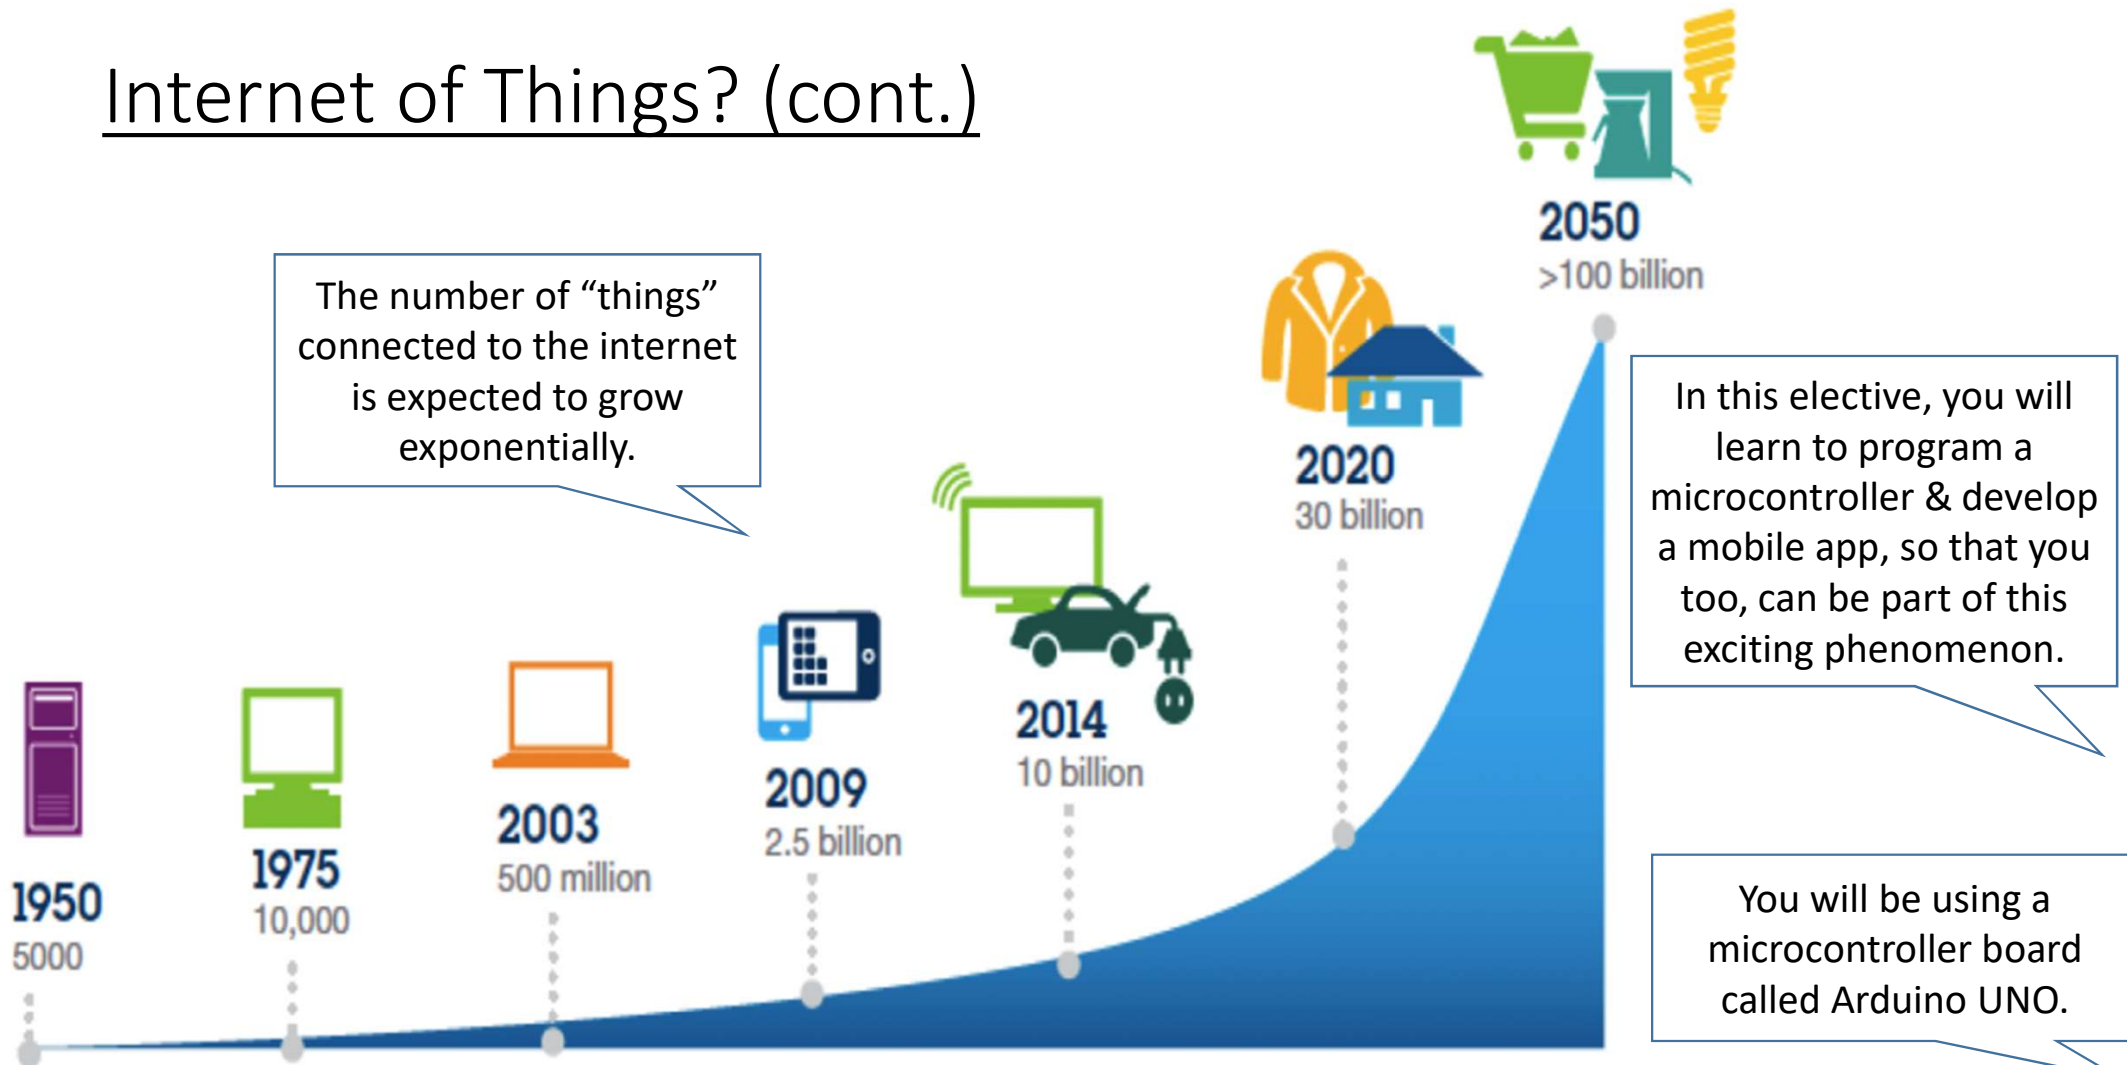 Internet of Things? (cont.)
The number of “things”
connected to the internet
is expected to grow
exponentially.
1950
5000
1975
10,000
2003
500 million
2009
2.5 billion
2014
10 billion
2020
30 billion
2050
>100 billion
In this elective, you will
learn to program a
microcontroller & develop
a mobile app, so that you
too, can be part of this
exciting phenomenon.
You will be using a
microcontroller board
called Arduino UNO.